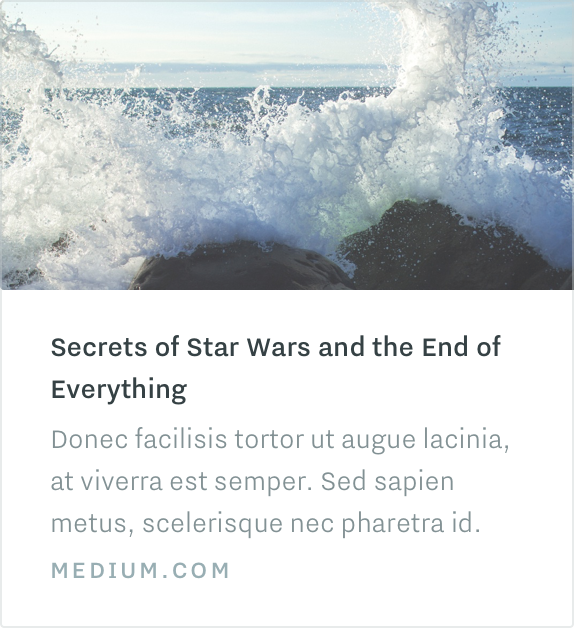 Secrets of Star Wars and the End of
Everything
Donec facilisis tortor ut augue lacinia,
at viverra est semper. Sed sapien
metus, scelerisque nec pharetra id.
MEDIUM.COM